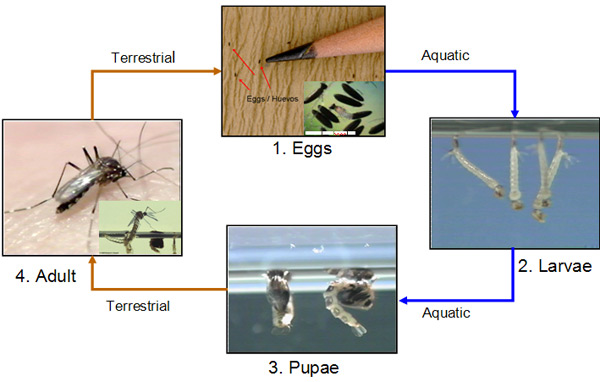 Terrestrial
Aquatic
Eggs / Huevos
1. Eggs
2. Larvae
4. Adult
Terrestrial
Aquatic
3. Pupae